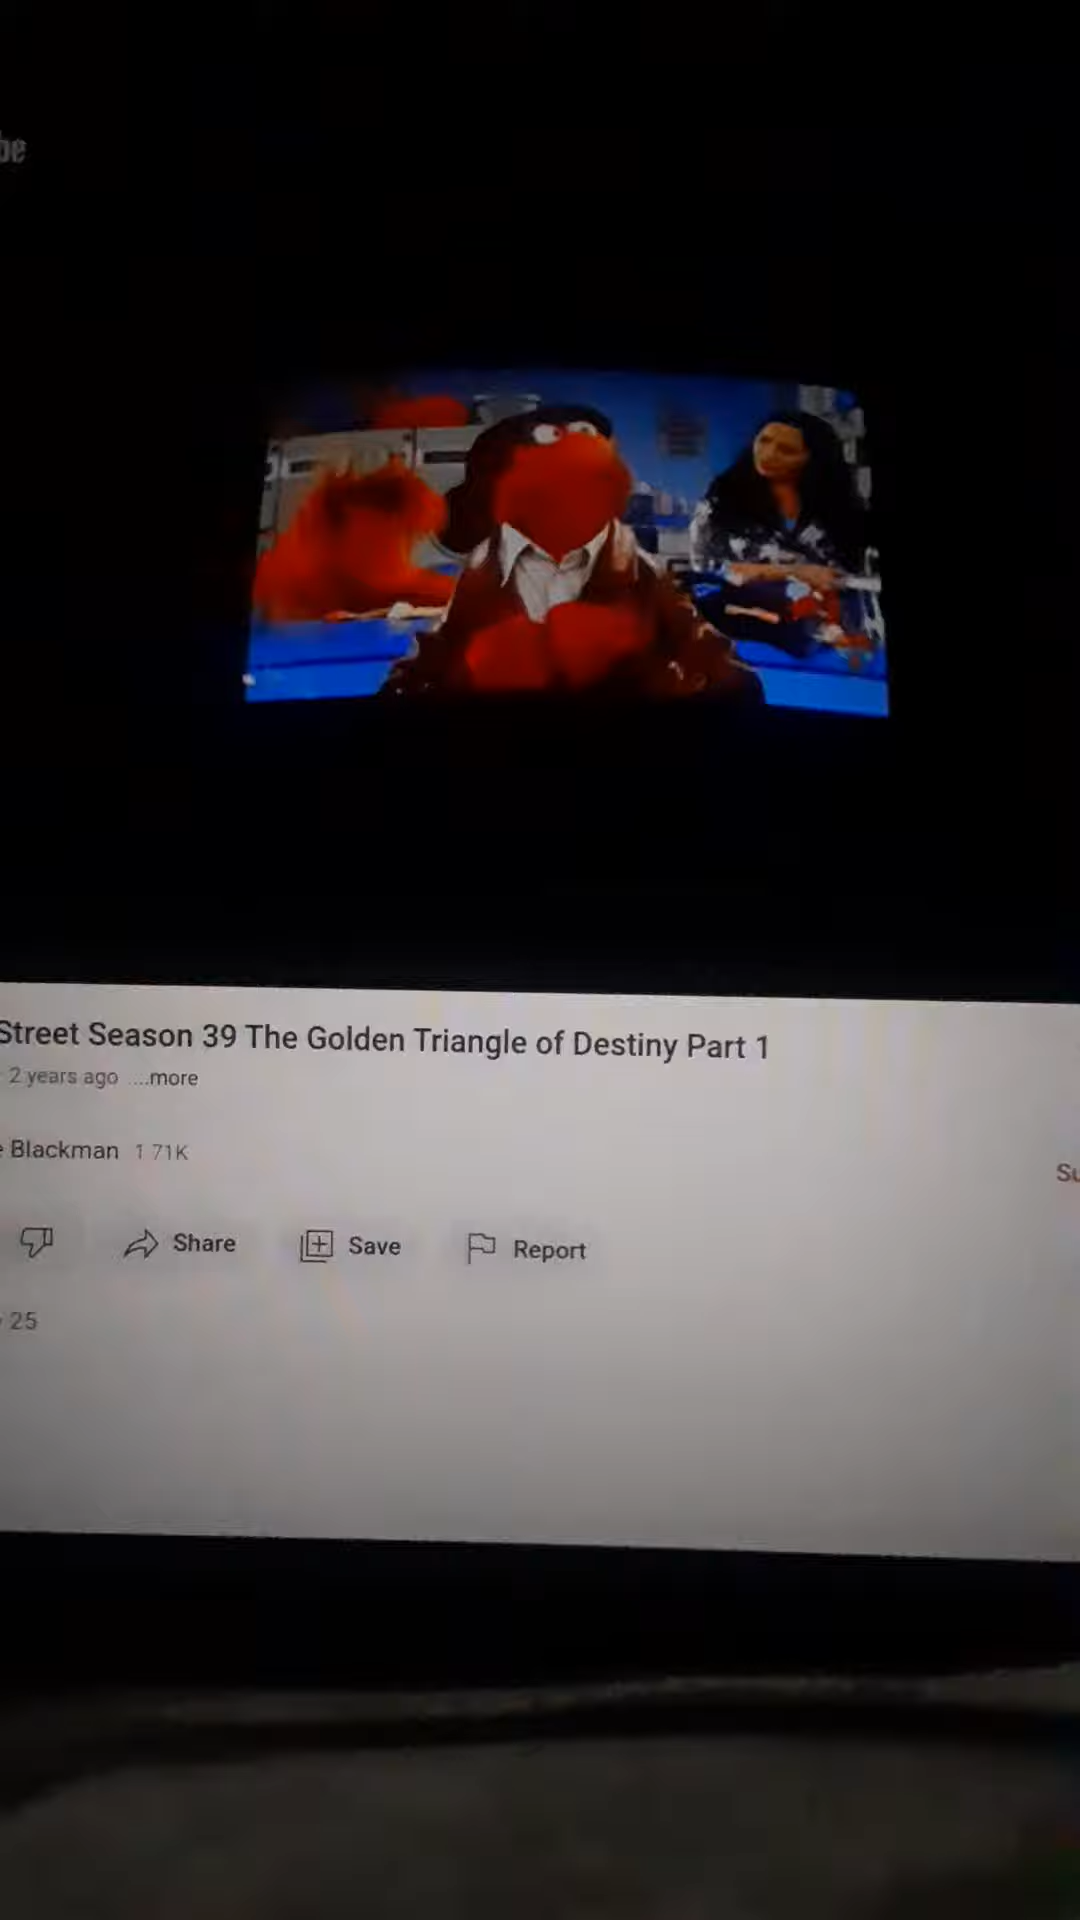 be
Street Season 39 The Golden Triangle of Destiny Part 1
2 years ago ...more
Blackman 1.71K
Share Save Report
25